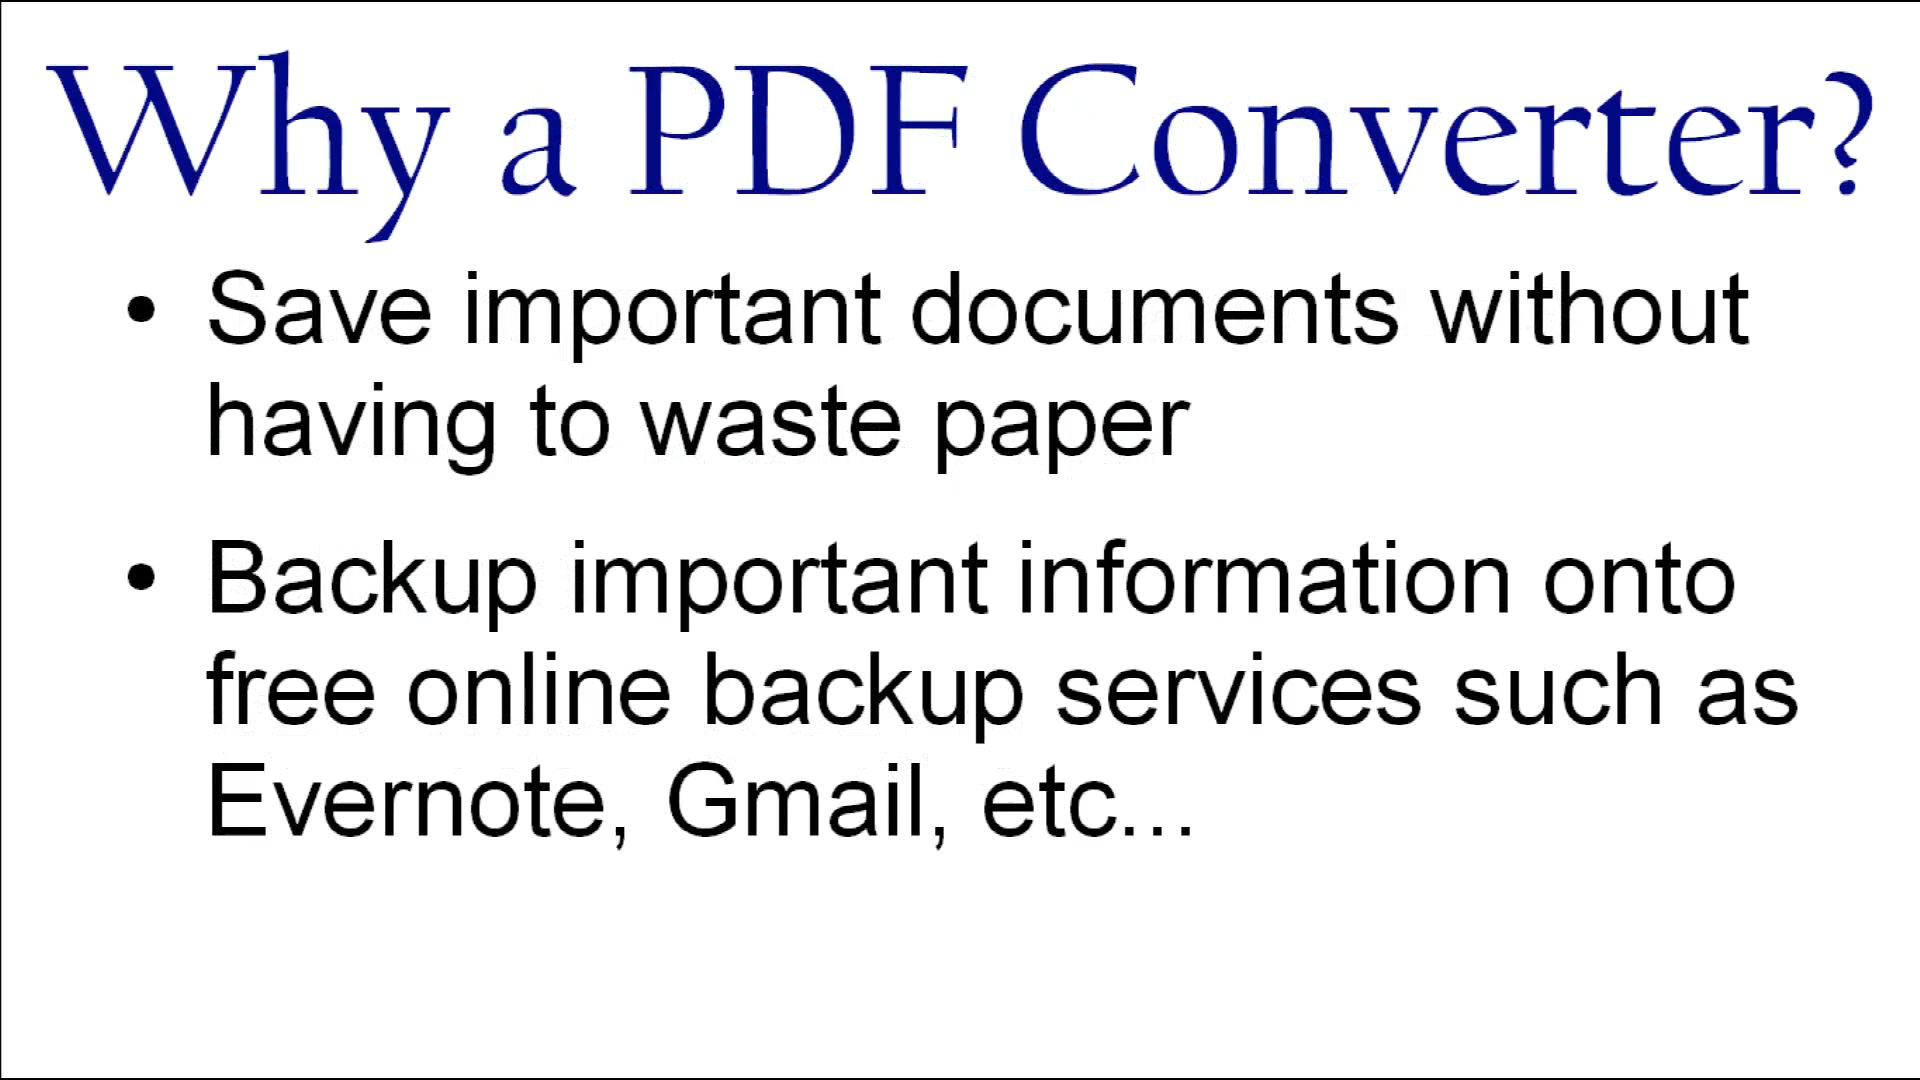 Why a PDF Converter?
• Save important documents without
having to waste paper
• Backup important information onto
free online backup services such as
Evernote, Gmail, etc...